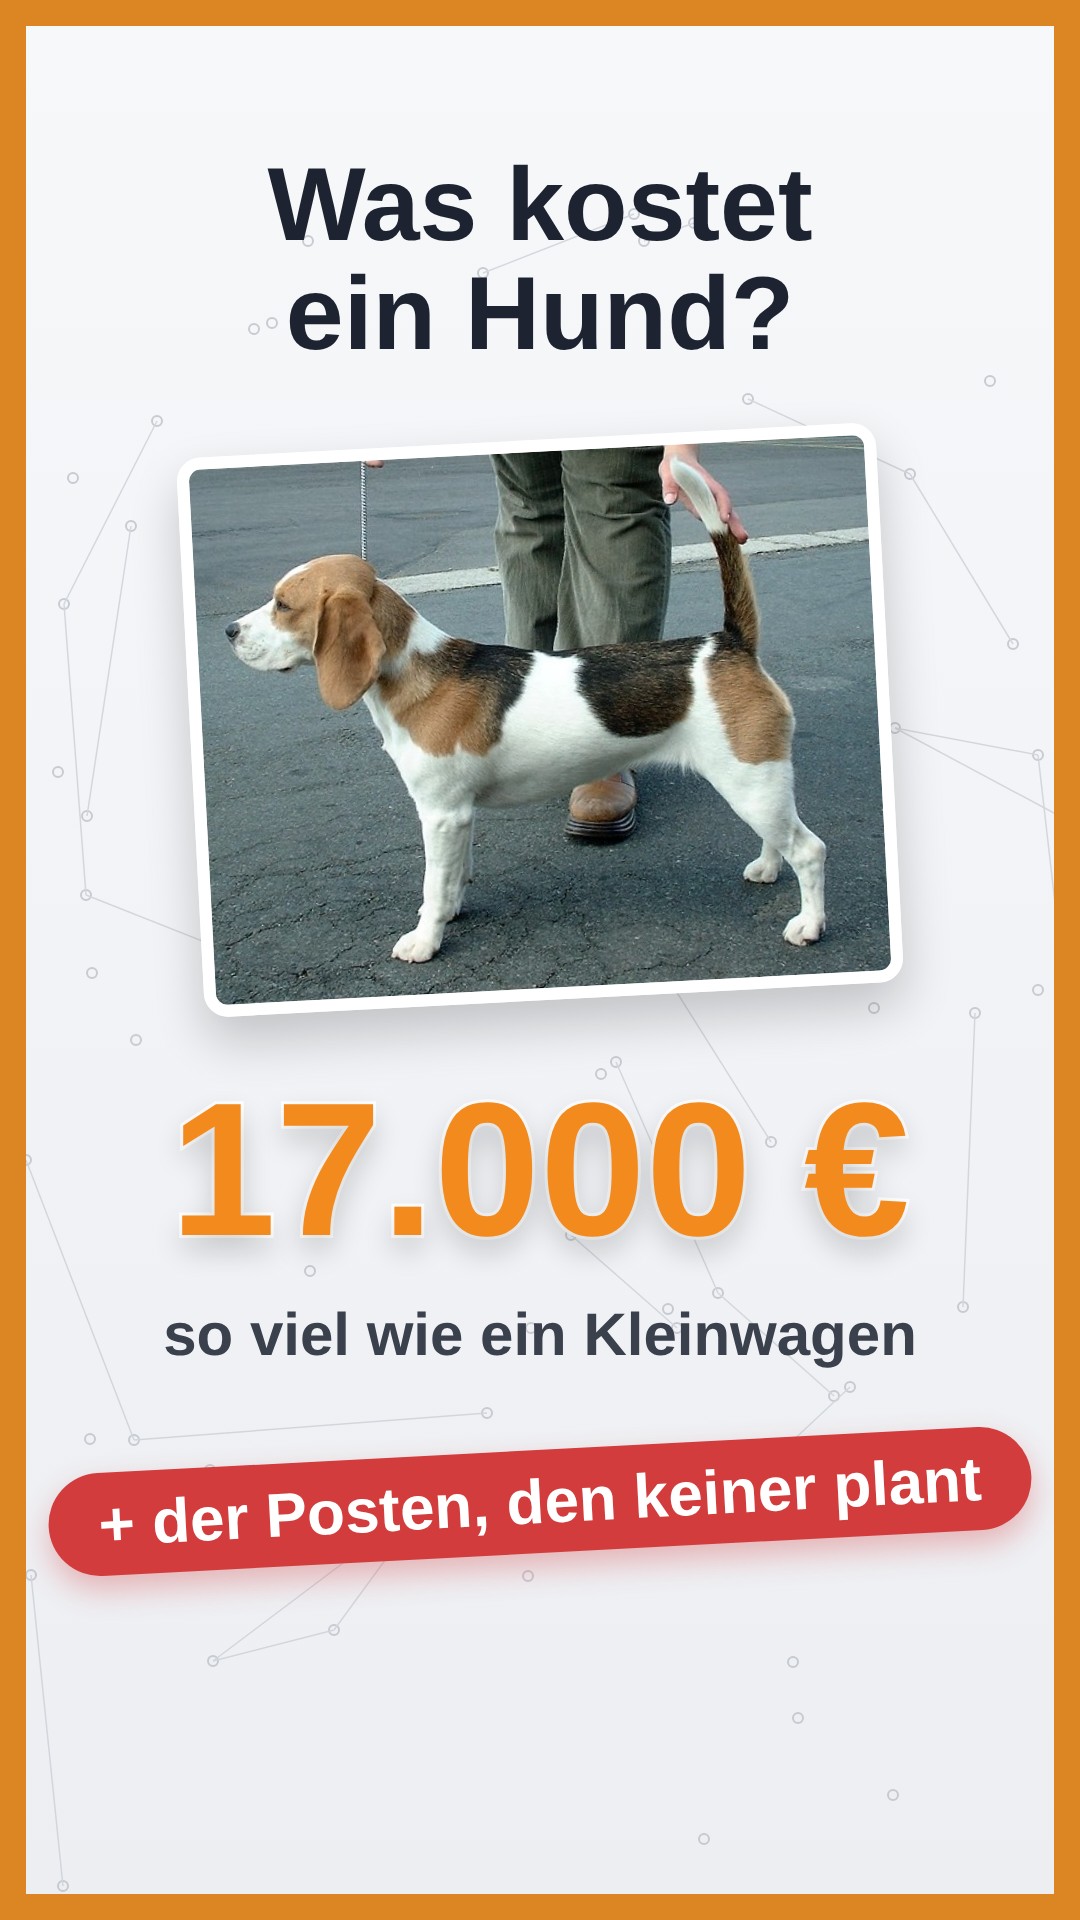 Was kostet
ein Hund?
17.000 €
so viel wie ein Kleinwagen
+ der Posten, den keiner plant